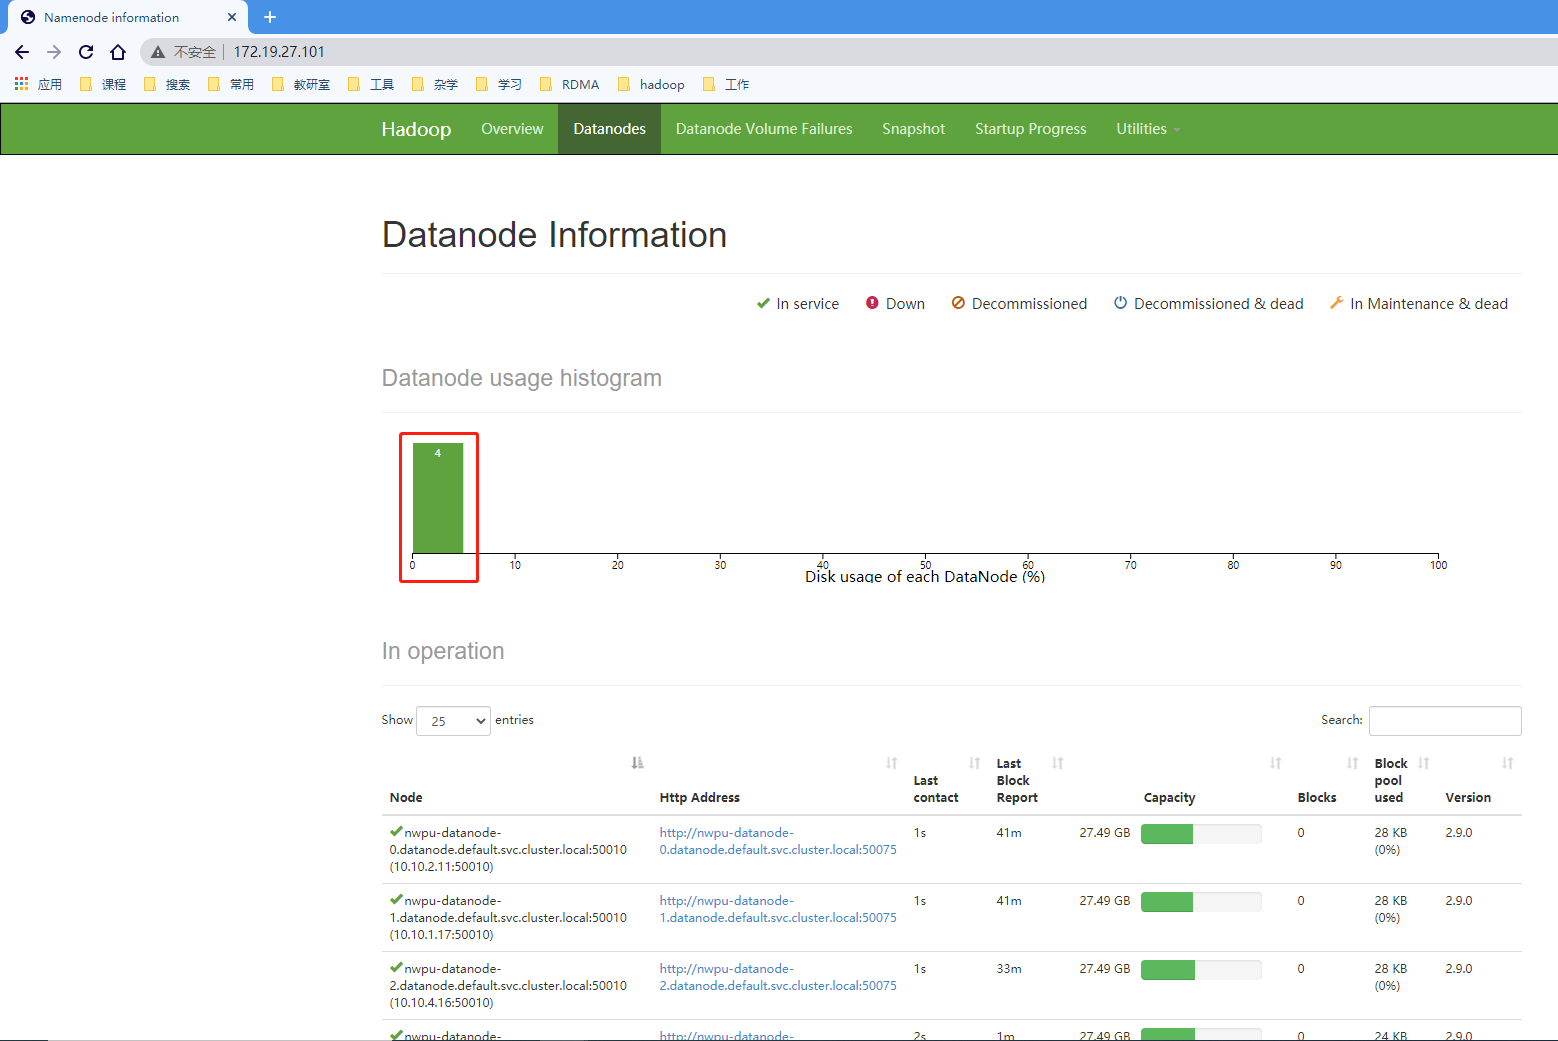 Namenode information
不安全 172.19.27.101
应用 课程 搜索 常用 教研室 工具 杂学 学习 RDMA hadoop 工作
Hadoop Overview Datanodes Datanode Volume Failures Snapshot Startup Progress Utilities
Datanode Information
In service Down Decommissioned Decommissioned & dead In Maintenance & dead
Datanode usage histogram
4
0 10 20 30 40 50 60 70 80 90 100
Disk usage of each DataNode (%)
In operation
Show 25 entries Search:
Node Http Address Last contact Last Block Report Capacity Blocks Block pool used Version
nwpu-datanode- http://nwpu-datanode- 1s 41m 27.49 GB 0 28 KB 2.9.0
0.datanode.default.svc.cluster.local:50010 0.datanode.default.svc.cluster.local:50075 (0%)
(10.10.2.11:50010)
nwpu-datanode- http://nwpu-datanode- 1s 41m 27.49 GB 0 28 KB 2.9.0
1.datanode.default.svc.cluster.local:50010 1.datanode.default.svc.cluster.local:50075 (0%)
(10.10.1.17:50010)
nwpu-datanode- http://nwpu-datanode- 1s 33m 27.49 GB 0 28 KB 2.9.0
2.datanode.default.svc.cluster.local:50010 2.datanode.default.svc.cluster.local:50075 (0%)
(10.10.4.16:50010)
nwpu-datanode- http://nwpu-datanode- 2s 1m 27.49 GB 0 24 KB 2.9.0